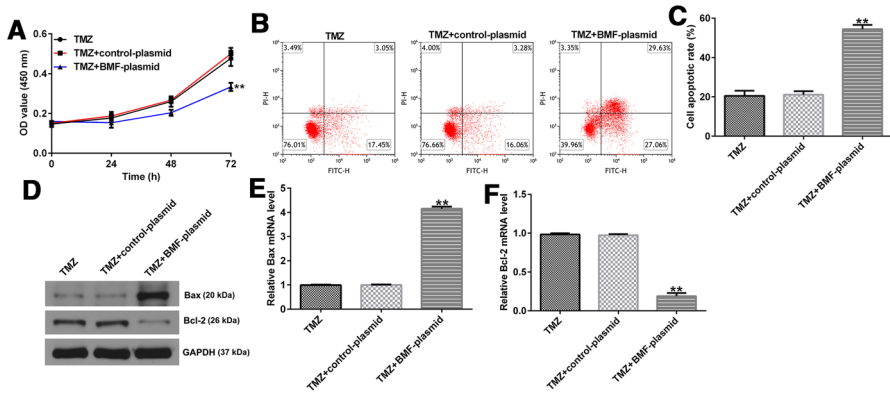 A
TMZ
TMZ+control-plasmid
TMZ+BMF-plasmid
OD value (450 nm)
0.6
0.4
0.2
0.0
**
0 24 48 72
Time (h)
B
TMZ
3.49% 3.05%
76.01% 17.45%
PI-H
FITC-H
TMZ+control-plasmid
4.00% 3.28%
76.66% 16.06%
PI-H
FITC-H
TMZ+BMF-plasmid
3.35% 29.63%
39.96% 27.06%
PI-H
FITC-H
C
Cell apoptotic rate (%)
60
40
20
0
**
TMZ
TMZ+control-plasmid
TMZ+BMF-plasmid
D
TMZ
TMZ+control-plasmid
TMZ+BMF-plasmid
Bax (20 kDa)
Bcl-2 (26 kDa)
GAPDH (37 kDa)
E
Relative Bax mRNA level
5
4
3
2
1
0
**
TMZ
TMZ+control-plasmid
TMZ+BMF-plasmid
F
Relative Bcl-2 mRNA level
1.5
1.0
0.5
0.0
**
TMZ
TMZ+control-plasmid
TMZ+BMF-plasmid